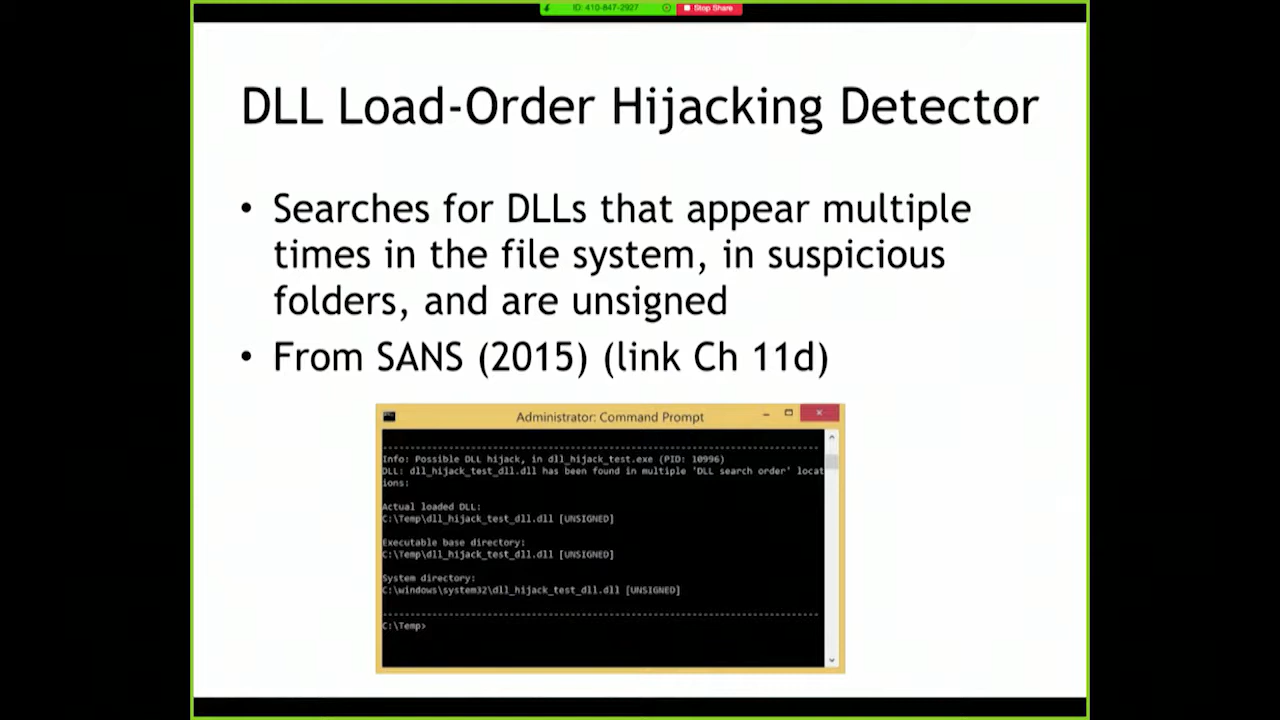 ID: 410-847-2927
Stop Share
DLL Load-Order Hijacking Detector
• Searches for DLLs that appear multiple
times in the file system, in suspicious
folders, and are unsigned
• From SANS (2015) (link Ch 11d)
Administrator: Command Prompt
--------------------------------------------------------------------------
Info: Possible DLL hijack, in dll_hijack_test.exe (PID: 10996)
DLL: dll_hijack_test_dll.dll has been found in multiple 'DLL search order' locat
ions:
Actual loaded DLL:
C:\Temp\dll_hijack_test_dll.dll [UNSIGNED]
Executable base directory:
C:\Temp\dll_hijack_test_dll.dll [UNSIGNED]
System directory:
C:\windows\system32\dll_hijack_test_dll.dll [UNSIGNED]
--------------------------------------------------------------------------
C:\Temp>